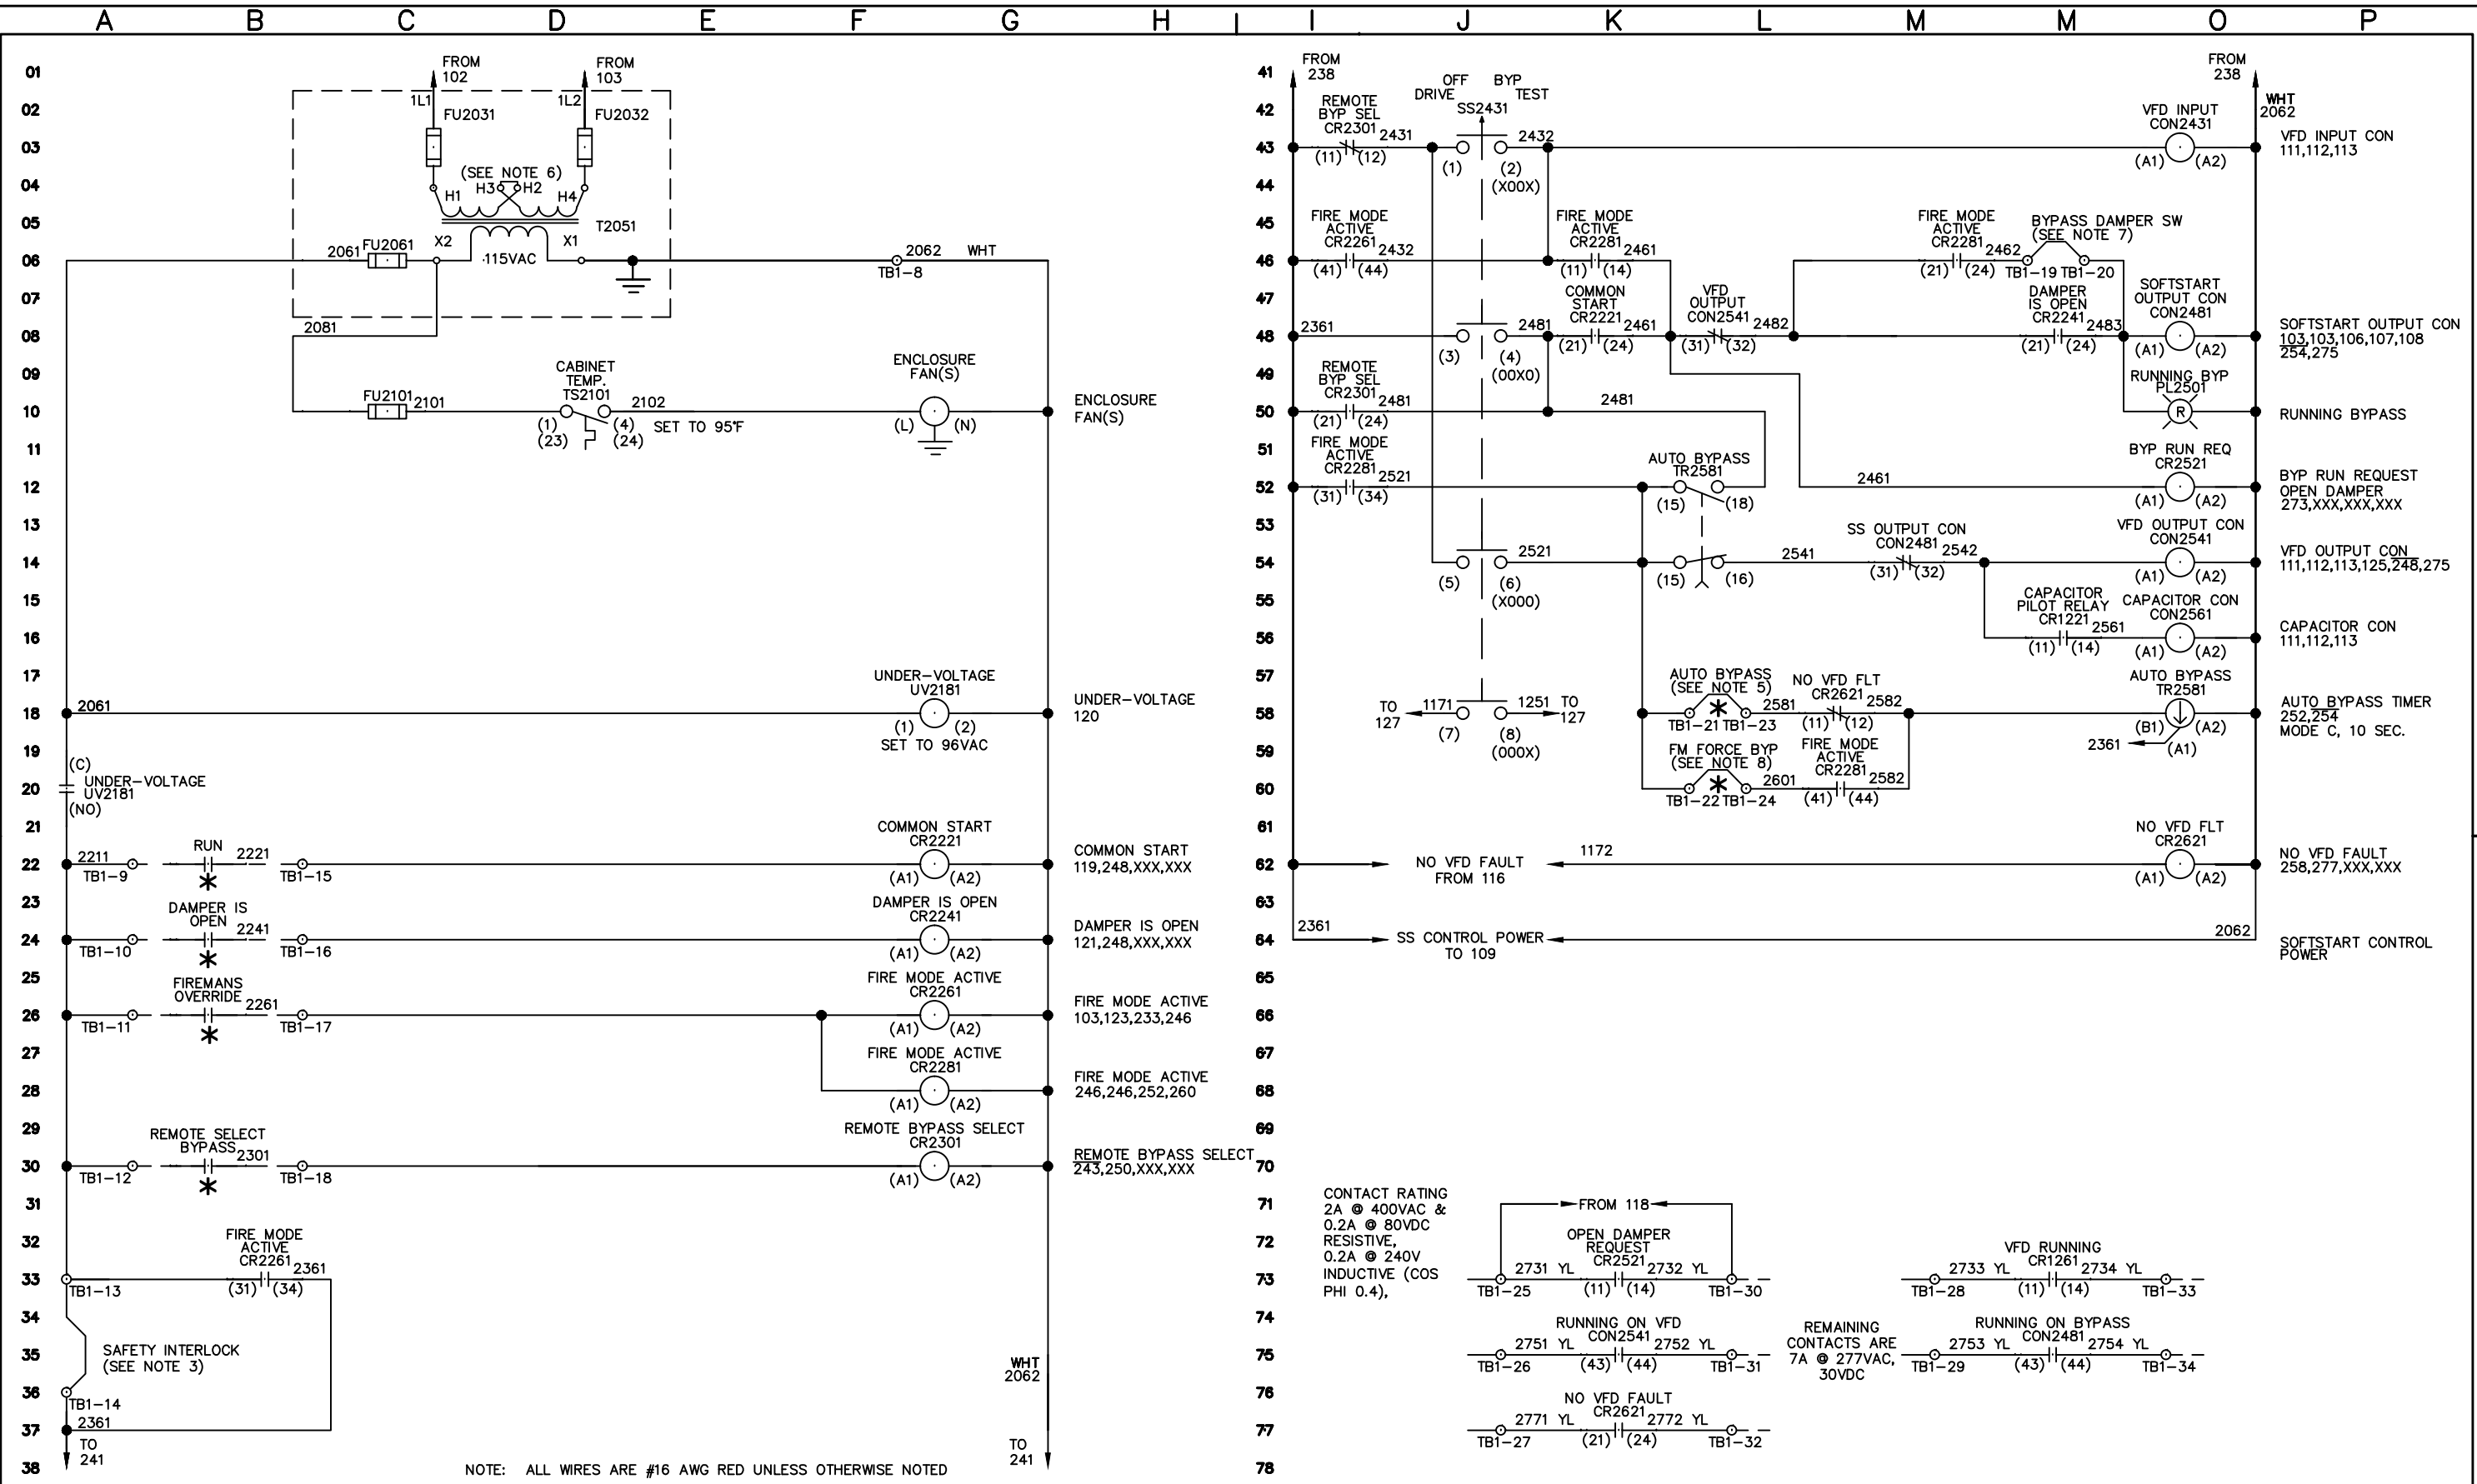 A B C D E F G H I J K L M M O P
01
FROM
102
FROM
103
1L1
1L2
02
FU2031
FU2032
03
(SEE NOTE 6)
04
H1 H3 H2 H4
05
T2051
X2 X1
06
2061 FU2061
115VAC
2062 WHT
TB1-8
07
08
2081
09
CABINET
TEMP.
TS2101
ENCLOSURE
FAN(S)
10
FU2101 2101
2102
(1)
(23)
(4)
(24)
SET TO 95°F
(L) (N)
ENCLOSURE
FAN(S)
11
12
13
14
15
16
17
UNDER-VOLTAGE
UV2181
18
2061
(1) (2)
SET TO 96VAC
UNDER-VOLTAGE
120
19
(C)
UNDER-VOLTAGE
UV2181
20
(NO)
21
COMMON START
CR2221
22
2211
RUN
2221
TB1-9
TB1-15
(A1) (A2)
COMMON START
119,248,XXX,XXX
23
DAMPER IS
OPEN
DAMPER IS OPEN
CR2241
24
2241
TB1-10
TB1-16
(A1) (A2)
DAMPER IS OPEN
121,248,XXX,XXX
25
FIREMANS
OVERRIDE
FIRE MODE ACTIVE
CR2261
26
2261
TB1-11
TB1-17
(A1) (A2)
FIRE MODE ACTIVE
103,123,233,246
27
FIRE MODE ACTIVE
CR2281
28
(A1) (A2)
FIRE MODE ACTIVE
246,246,252,260
29
REMOTE SELECT
BYPASS
REMOTE BYPASS SELECT
CR2301
30
2301
TB1-12
TB1-18
(A1) (A2)
REMOTE BYPASS SELECT
243,250,XXX,XXX
31
32
FIRE MODE
ACTIVE
CR2261
33
2361
TB1-13
(31) (34)
34
35
SAFETY INTERLOCK
(SEE NOTE 3)
WHT
2062
36
TB1-14
37
2361
TO
241
TO
241
38
NOTE: ALL WIRES ARE #16 AWG RED UNLESS OTHERWISE NOTED
41
FROM
238
OFF BYP
DRIVE TEST
SS2431
FROM
238
WHT
2062
42
REMOTE
BYP SEL
CR2301
VFD INPUT
CON2431
43
2431
2432
(11) (12)
(1) (2)
(X00X)
(A1) (A2)
VFD INPUT CON
111,112,113
44
45
FIRE MODE
ACTIVE
CR2261
FIRE MODE
ACTIVE
CR2281
FIRE MODE
ACTIVE
CR2281
BYPASS DAMPER SW
(SEE NOTE 7)
46
2432
2461
2462
(41) (44)
(11) (14)
(21) (24)
TB1-19 TB1-20
47
COMMON
START
CR2221
VFD
OUTPUT
CON2541
DAMPER
IS OPEN
CR2241
SOFTSTART
OUTPUT CON
CON2481
48
2361
2481
2461
2482
2483
(3) (4)
(00X0)
(21) (24)
(31) (32)
(21) (24)
(A1) (A2)
SOFTSTART OUTPUT CON
103,103,106,107,108
254,275
49
REMOTE
BYP SEL
CR2301
RUNNING BYP
PL2501
50
2481
2481
(21) (24)
R
RUNNING BYPASS
51
FIRE MODE
ACTIVE
CR2281
AUTO BYPASS
TR2581
BYP RUN REQ
CR2521
52
2521
2461
(31) (34)
(15) (18)
(A1) (A2)
BYP RUN REQUEST
OPEN DAMPER
273,XXX,XXX,XXX
53
SS OUTPUT CON
CON2481
VFD OUTPUT CON
CON2541
54
2521
2541
2542
(5) (6)
(X000)
(15) (16)
(31) (32)
(A1) (A2)
VFD OUTPUT CON
111,112,113,125,248,275
55
CAPACITOR
PILOT RELAY
CR1221
CAPACITOR CON
CON2561
56
2561
(11) (14)
(A1) (A2)
CAPACITOR CON
111,112,113
57
AUTO BYPASS
(SEE NOTE 5)
NO VFD FLT
CR2621
AUTO BYPASS
TR2581
58
TO
127
1171
1251 TO
127
2581
2582
(7) (8)
(000X)
TB1-21 TB1-23
(11) (12)
(B1) (A2)
AUTO BYPASS TIMER
252,254
MODE C, 10 SEC.
59
2361
(A1)
FM FORCE BYP
(SEE NOTE 8)
FIRE MODE
ACTIVE
CR2281
60
2601
2582
TB1-22 TB1-24
(41) (44)
61
NO VFD FLT
CR2621
62
NO VFD FAULT
FROM 116
1172
(A1) (A2)
NO VFD FAULT
258,277,XXX,XXX
63
64
2361
SS CONTROL POWER
TO 109
2062
SOFTSTART CONTROL
POWER
65
66
67
68
69
70
71
CONTACT RATING
2A @ 400VAC &
0.2A @ 80VDC
RESISTIVE,
0.2A @ 240V
INDUCTIVE (COS
PHI 0.4),
FROM 118
72
OPEN DAMPER
REQUEST
CR2521
VFD RUNNING
CR1261
73
2731 YL
2732 YL
2733 YL
2734 YL
TB1-25
(11) (14)
TB1-30
TB1-28
(11) (14)
TB1-33
74
RUNNING ON VFD
CON2541
REMAINING
CONTACTS ARE
7A @ 277VAC,
30VDC
RUNNING ON BYPASS
CON2481
75
2751 YL
2752 YL
2753 YL
2754 YL
TB1-26
(43) (44)
TB1-31
TB1-29
(43) (44)
TB1-34
76
NO VFD FAULT
CR2621
77
2771 YL
2772 YL
TB1-27
(21) (24)
TB1-32
78